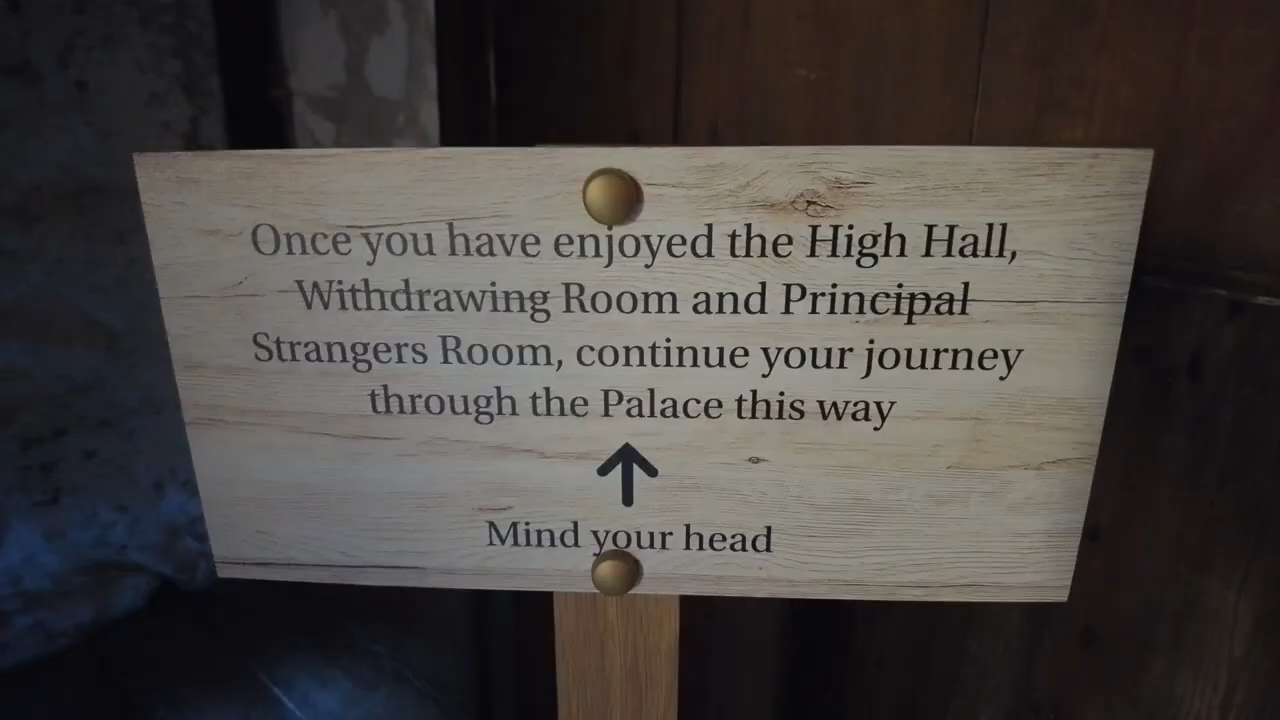 Once you have enjoyed the High Hall,
Withdrawing Room and Principal
Strangers Room, continue your journey
through the Palace this way
Mind your head